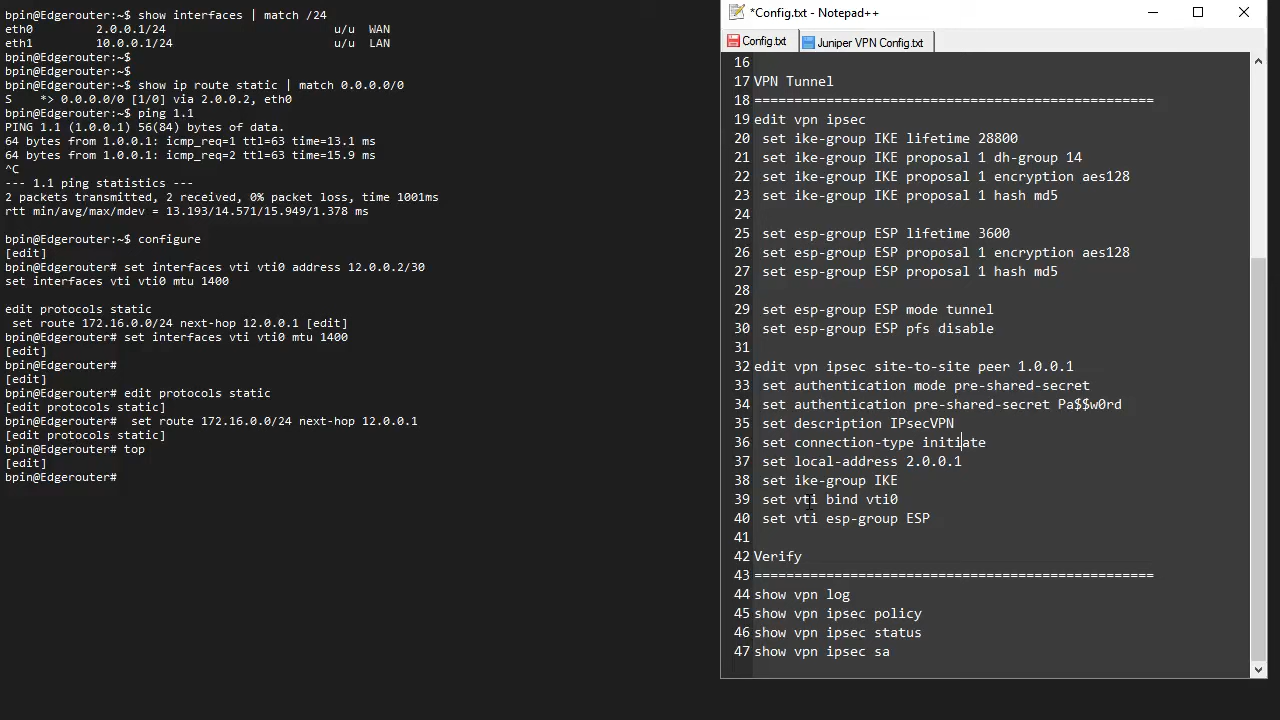 bpin@Edgerouter:~$ show interfaces | match /24
eth0       2.0.0.1/24                        u/u  WAN
eth1       10.0.0.1/24                       u/u  LAN
bpin@Edgerouter:~$
bpin@Edgerouter:~$
bpin@Edgerouter:~$ show ip route static | match 0.0.0.0/0
S    *> 0.0.0.0/0 [1/0] via 2.0.0.2, eth0
bpin@Edgerouter:~$ ping 1.1
PING 1.1 (1.0.0.1) 56(84) bytes of data.
64 bytes from 1.0.0.1: icmp_req=1 ttl=63 time=13.1 ms
64 bytes from 1.0.0.1: icmp_req=2 ttl=63 time=15.9 ms
^C
--- 1.1 ping statistics ---
2 packets transmitted, 2 received, 0% packet loss, time 1001ms
rtt min/avg/max/mdev = 13.193/14.571/15.949/1.378 ms
bpin@Edgerouter:~$ configure
[edit]
bpin@Edgerouter# set interfaces vti vti0 address 12.0.0.2/30
set interfaces vti vti0 mtu 1400
edit protocols static
 set route 172.16.0.0/24 next-hop 12.0.0.1 [edit]
bpin@Edgerouter# set interfaces vti vti0 mtu 1400
[edit]
bpin@Edgerouter#
[edit]
bpin@Edgerouter# edit protocols static
[edit protocols static]
bpin@Edgerouter#  set route 172.16.0.0/24 next-hop 12.0.0.1
[edit protocols static]
bpin@Edgerouter# top
[edit]
bpin@Edgerouter#
*Config.txt - Notepad++
Config.txt
Juniper VPN Config.txt
16
17 VPN Tunnel
18 ==================================================
19 edit vpn ipsec
20  set ike-group IKE lifetime 28800
21  set ike-group IKE proposal 1 dh-group 14
22  set ike-group IKE proposal 1 encryption aes128
23  set ike-group IKE proposal 1 hash md5
24
25  set esp-group ESP lifetime 3600
26  set esp-group ESP proposal 1 encryption aes128
27  set esp-group ESP proposal 1 hash md5
28
29  set esp-group ESP mode tunnel
30  set esp-group ESP pfs disable
31
32 edit vpn ipsec site-to-site peer 1.0.0.1
33  set authentication mode pre-shared-secret
34  set authentication pre-shared-secret Pa$$w0rd
35  set description IPsecVPN
36  set connection-type initiate
37  set local-address 2.0.0.1
38  set ike-group IKE
39  set vti bind vti0
40  set vti esp-group ESP
41
42 Verify
43 ==================================================
44 show vpn log
45 show vpn ipsec policy
46 show vpn ipsec status
47 show vpn ipsec sa